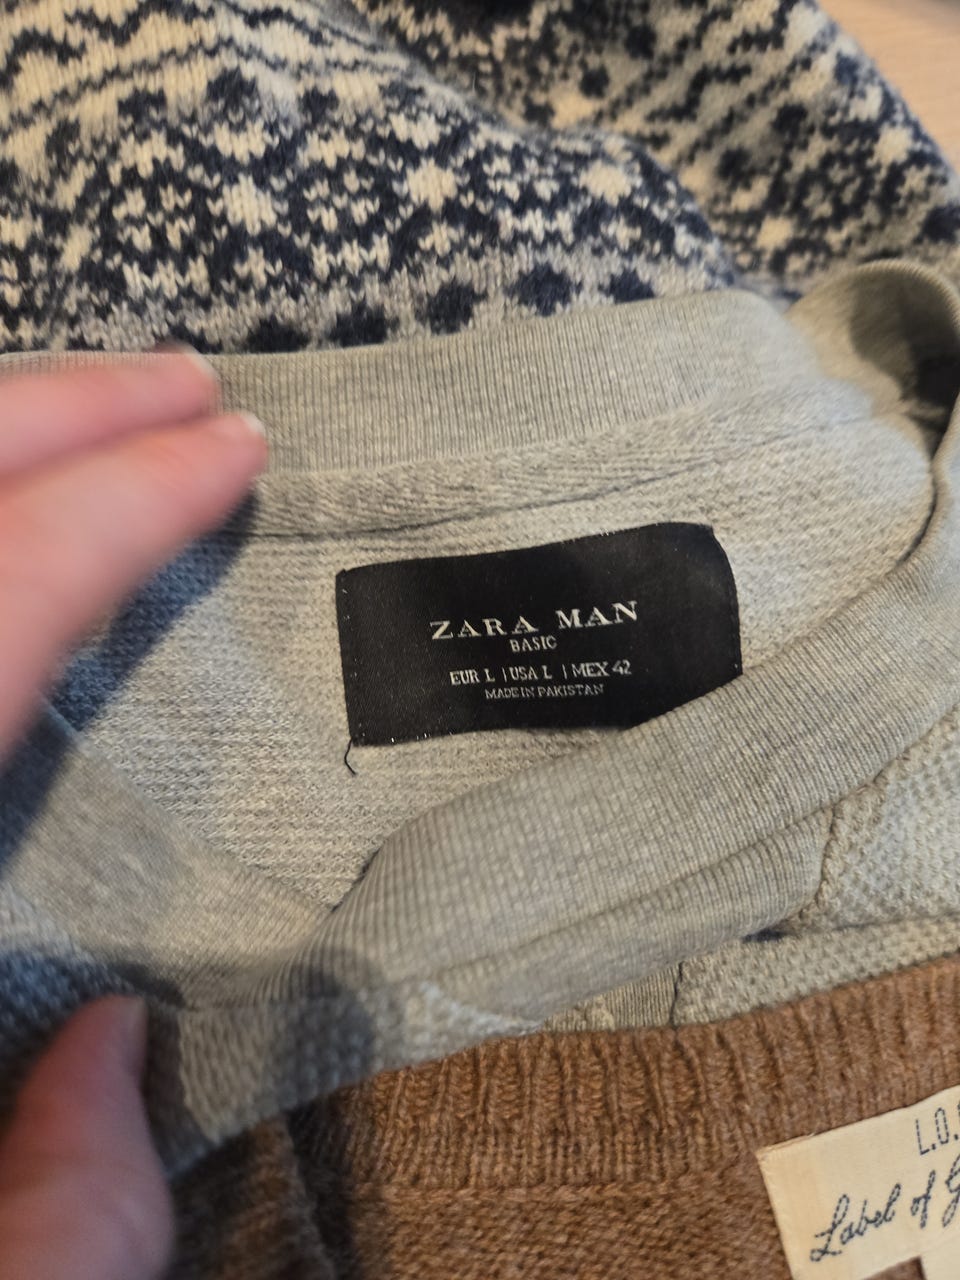 ZARA MAN
BASIC
EUR L | USA L | MEX 42
MADE IN PAKISTAN
L.O.
Label of